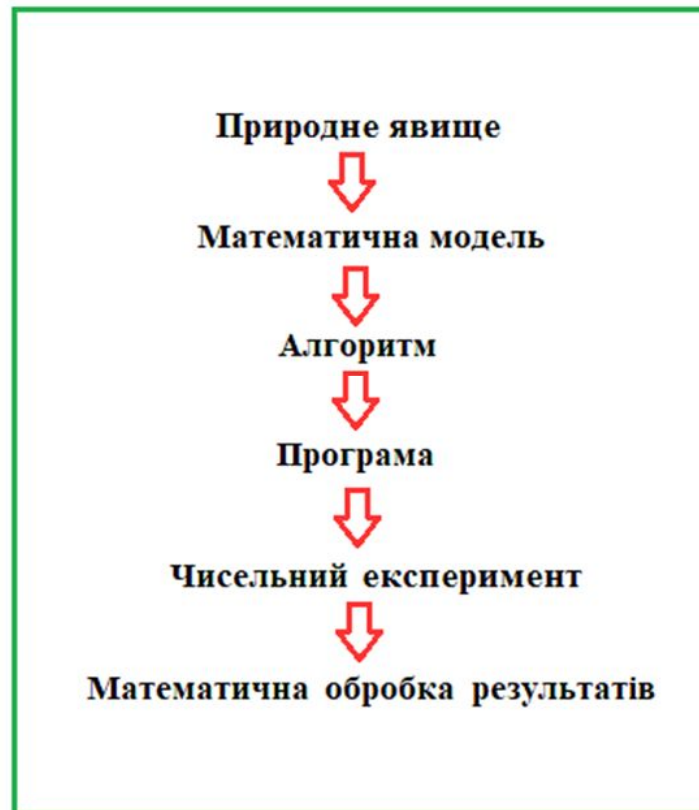 Природне явище
Математична модель
Алгоритм
Програма
Чисельний експеримент
Математична обробка результатів